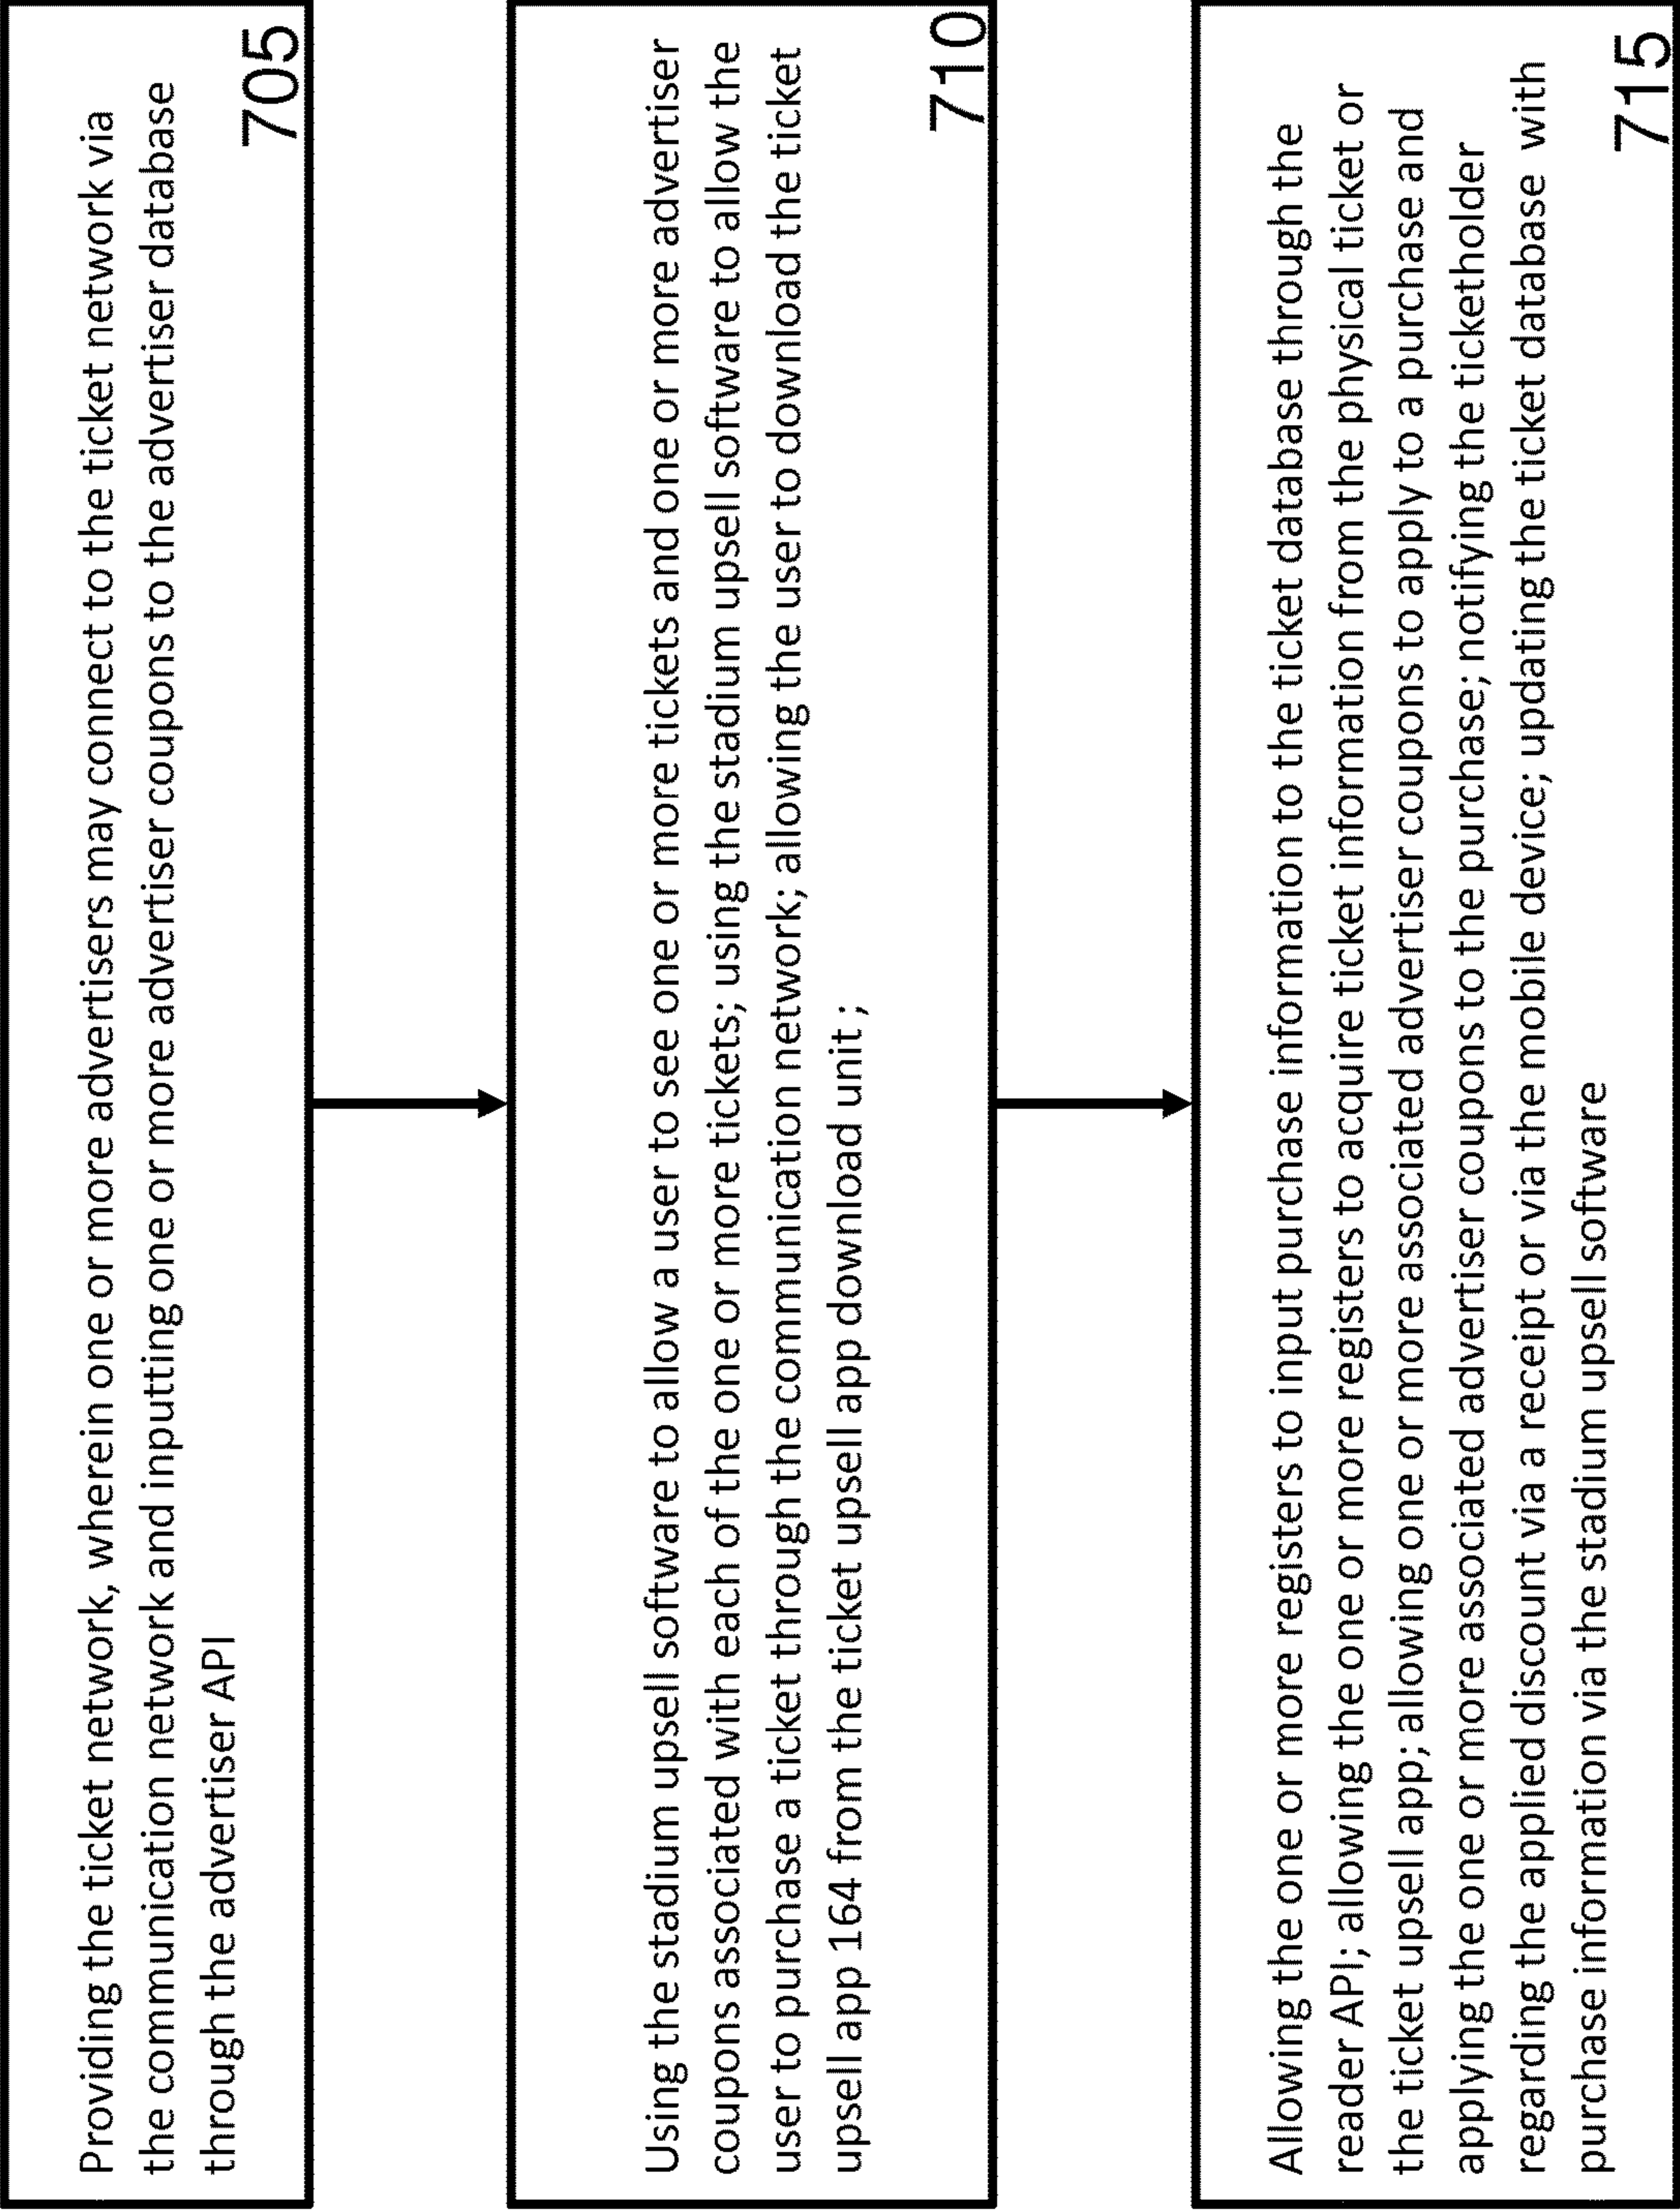 Providing the ticket network, wherein one or more advertisers may connect to the ticket network via
the communication network and inputting one or more advertiser coupons to the advertiser database
through the advertiser API
705
Using the stadium upsell software to allow a user to see one or more tickets and one or more advertiser
coupons associated with each of the one or more tickets; using the stadium upsell software to allow the
user to purchase a ticket through the communication network; allowing the user to download the ticket
upsell app 164 from the ticket upsell app download unit ;
710
Allowing the one or more registers to input purchase information to the ticket database through the
reader API; allowing the one or more registers to acquire ticket information from the physical ticket or
the ticket upsell app; allowing one or more associated advertiser coupons to apply to a purchase and
applying the one or more associated advertiser coupons to the purchase; notifying the ticketholder
regarding the applied discount via a receipt or via the mobile device; updating the ticket database with
purchase information via the stadium upsell software
715